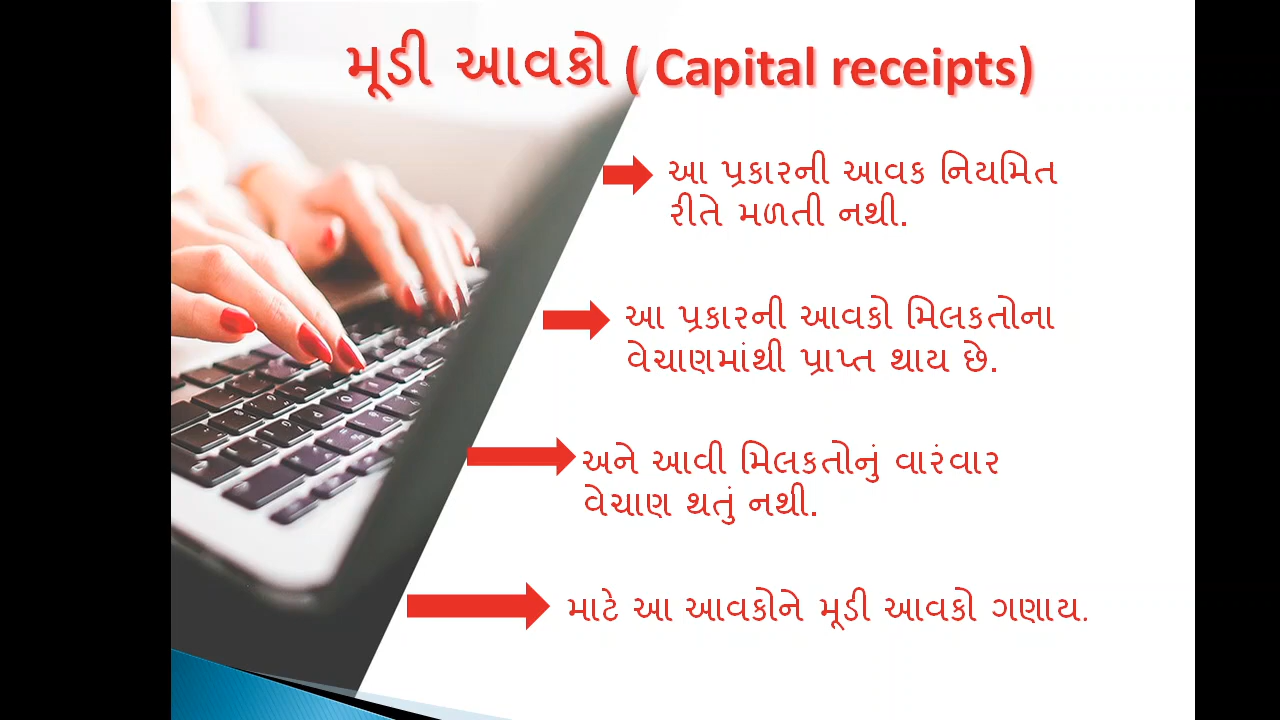 મૂડી આવકો ( Capital receipts)
આ પ્રકારની આવક નિયમિત
રીતે મળતી નથી.
આ પ્રકારની આવકો મિલકતોના
વેચાણમાંથી પ્રાપ્ત થાય છે.
અને આવી મિલકતોનું વારંવાર
વેચાણ થતું નથી.
માટે આ આવકોને મૂડી આવકો ગણાય.